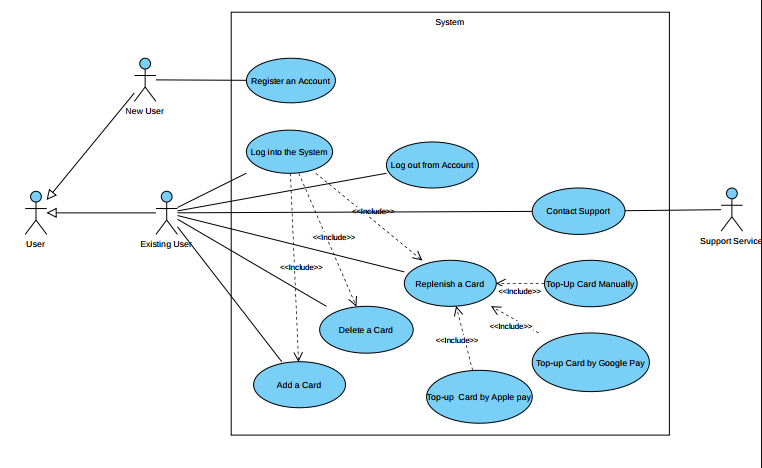 System
Register an Account
New User
Log into the System
Log out from Account
<<Include>>
Contact Support
User
Existing User
Support Service
<<Include>>
<<Include>>
Replenish a Card
Top-Up Card Manually
<<Include>>
<<Include>>
Delete a Card
<<Include>>
Top-up Card by Google Pay
Add a Card
Top-up Card by Apple pay